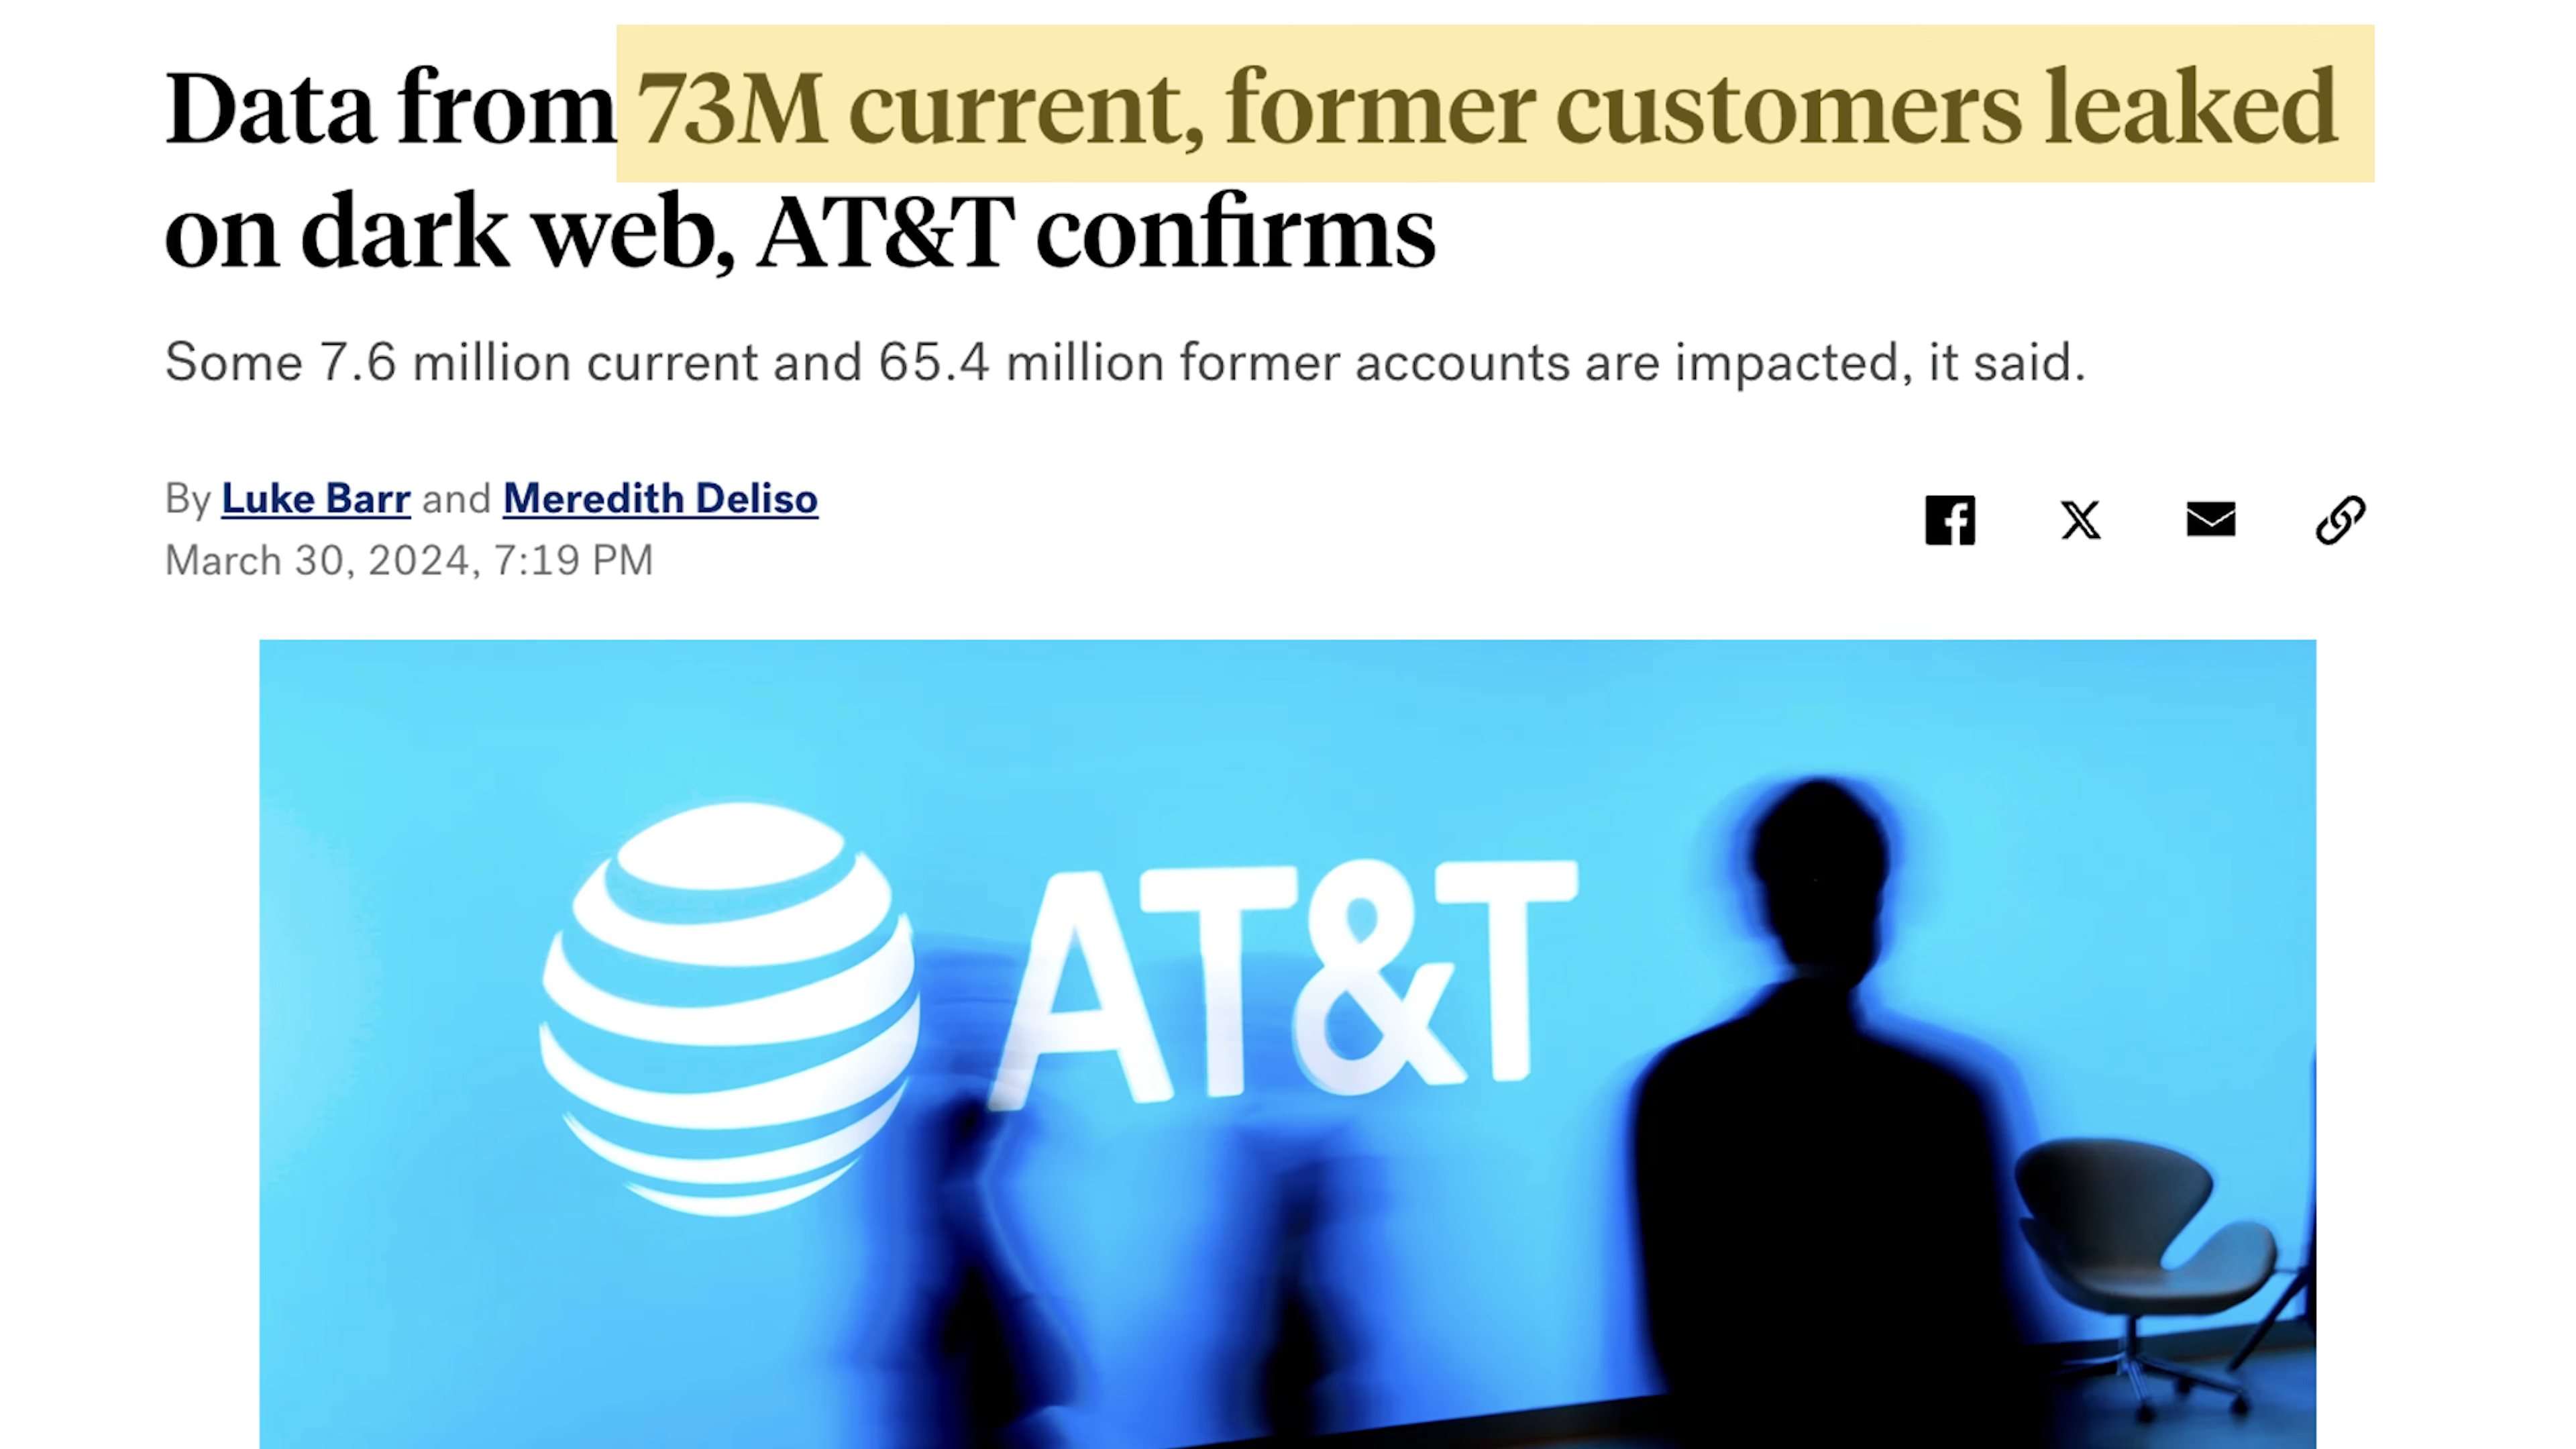 Data from 73M current, former customers leaked
on dark web, AT&T confirms
Some 7.6 million current and 65.4 million former accounts are impacted, it said.
By Luke Barr and Meredith Deliso
March 30, 2024, 7:19 PM
AT&T